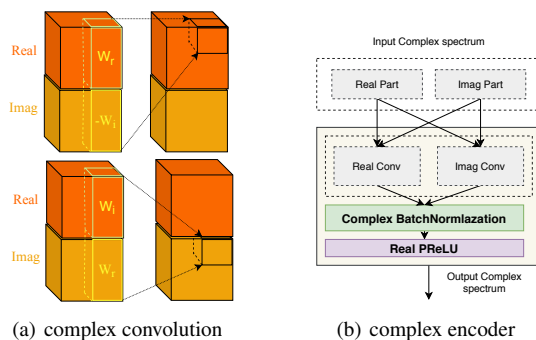 Real
W_r
Imag
-W_i
Real
W_i
Imag
W_r
(a) complex convolution
Input Complex spectrum
Real Part
Imag Part
Real Conv
Imag Conv
Complex BatchNormlazation
Real PReLU
Output Complex
spectrum
(b) complex encoder